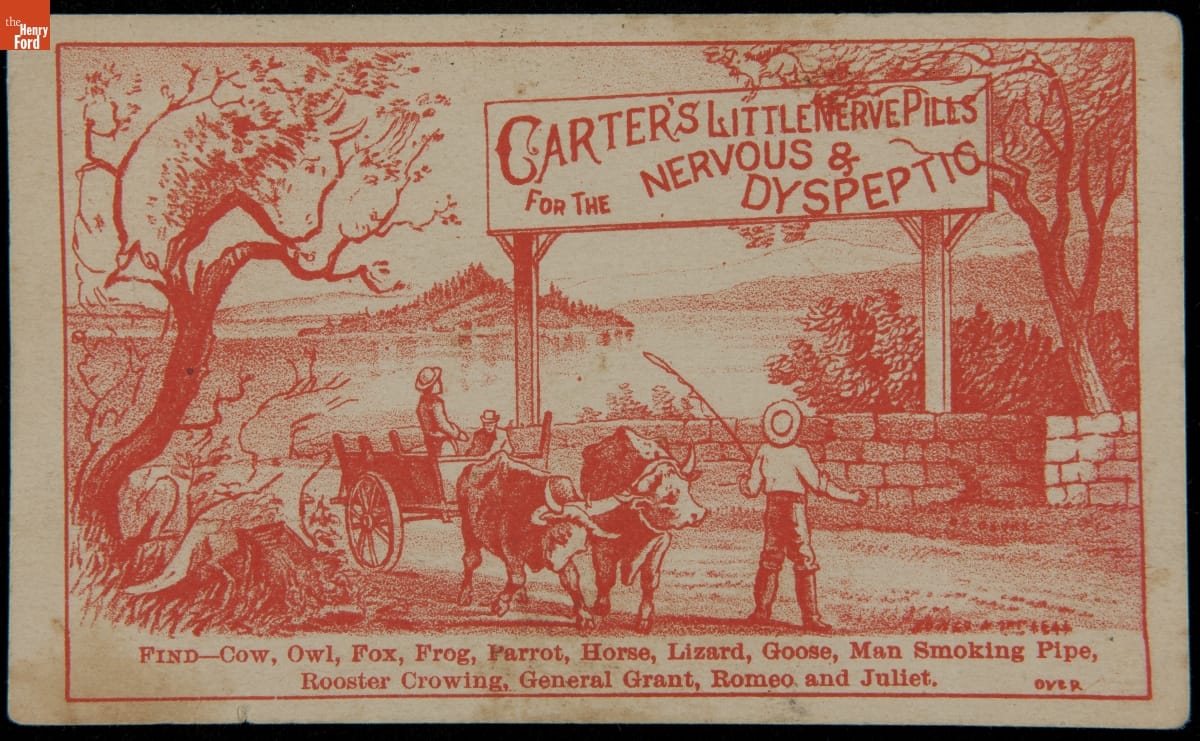 the
Henry
Ford
CARTER'S LITTLE NERVE PILLS
FOR THE NERVOUS &
DYSPEPTIC
FIND—COW, OWL, FOX, FROG, PARROT, HORSE, LIZARD, GOOSE, MAN SMOKING PIPE,
ROOSTER CROWING, GENERAL GRANT, ROMEO AND JULIET.
OVER